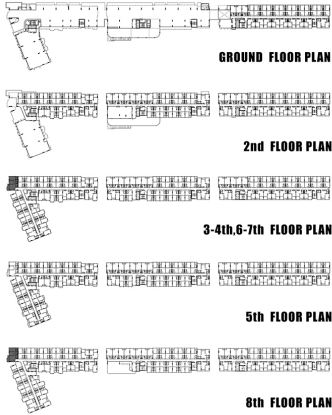 GROUND FLOOR PLAN
2nd FLOOR PLAN
3-4th,6-7th FLOOR PLAN
5th FLOOR PLAN
8th FLOOR PLAN